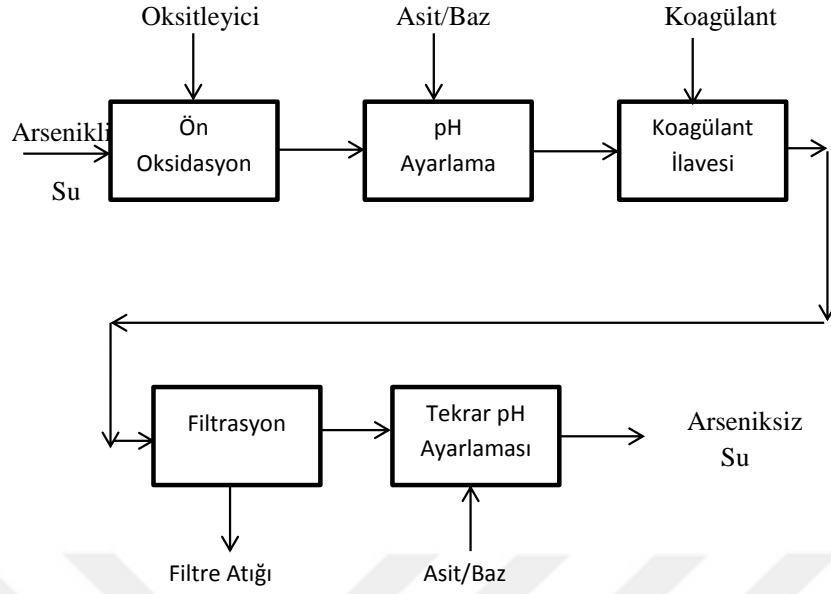 Oksitleyici
Asit/Baz
Koagülant
Arsenikli
Su
Ön
Oksidasyon
pH
Ayarlama
Koagülant
İlavesi
Filtrasyon
Tekrar pH
Ayarlaması
Arseniksiz
Su
Filtre Atığı
Asit/Baz